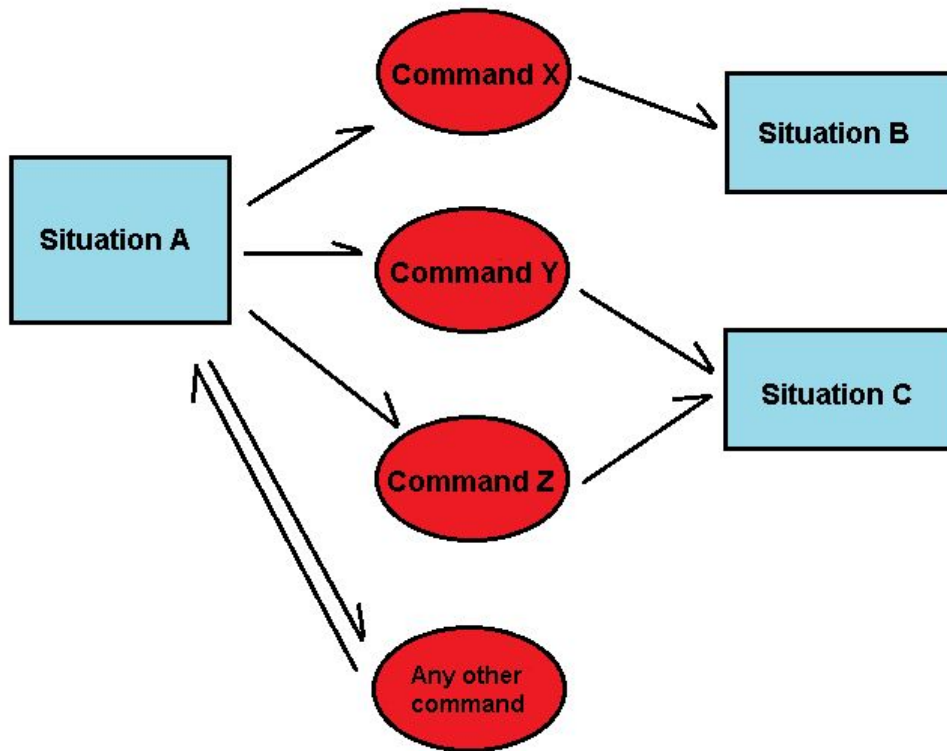 Command X
Situation B
Situation A
Command Y
Situation C
Command Z
Any other
command